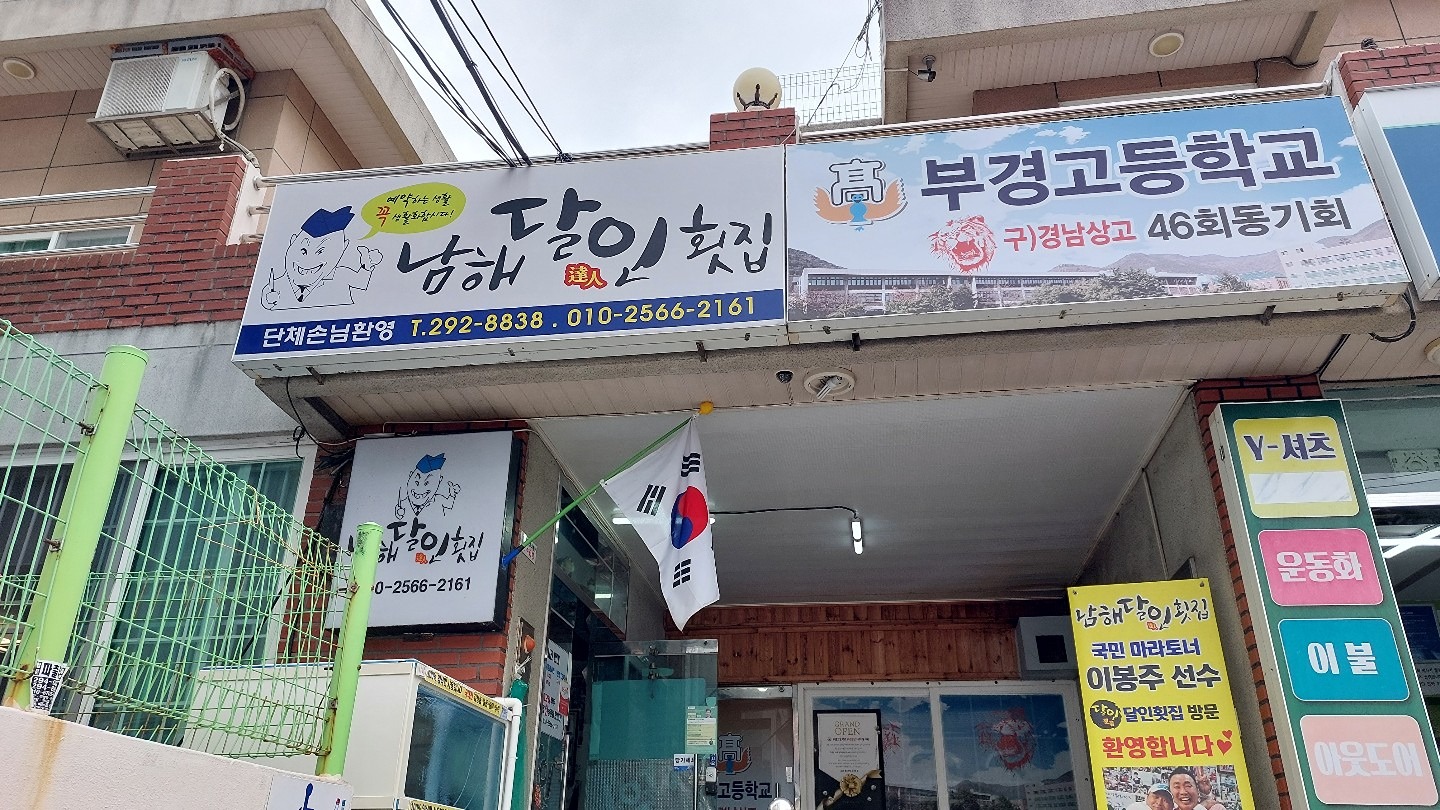 예약하는 생활
꼭 생활화합시다!
남해 달인 횟집
達人
단체손님환영 T.292-8838 . 010-2566-2161
高
부경고등학교
구)경남상고 46회동기회
남해달인횟집
-2566-2161
Y-셔츠
운동화
이불
아웃도어
남해달인횟집
국민 마라토너
이봉주 선수
달인횟집 방문
환영합니다
GRAND
OPEN
高
고등학교